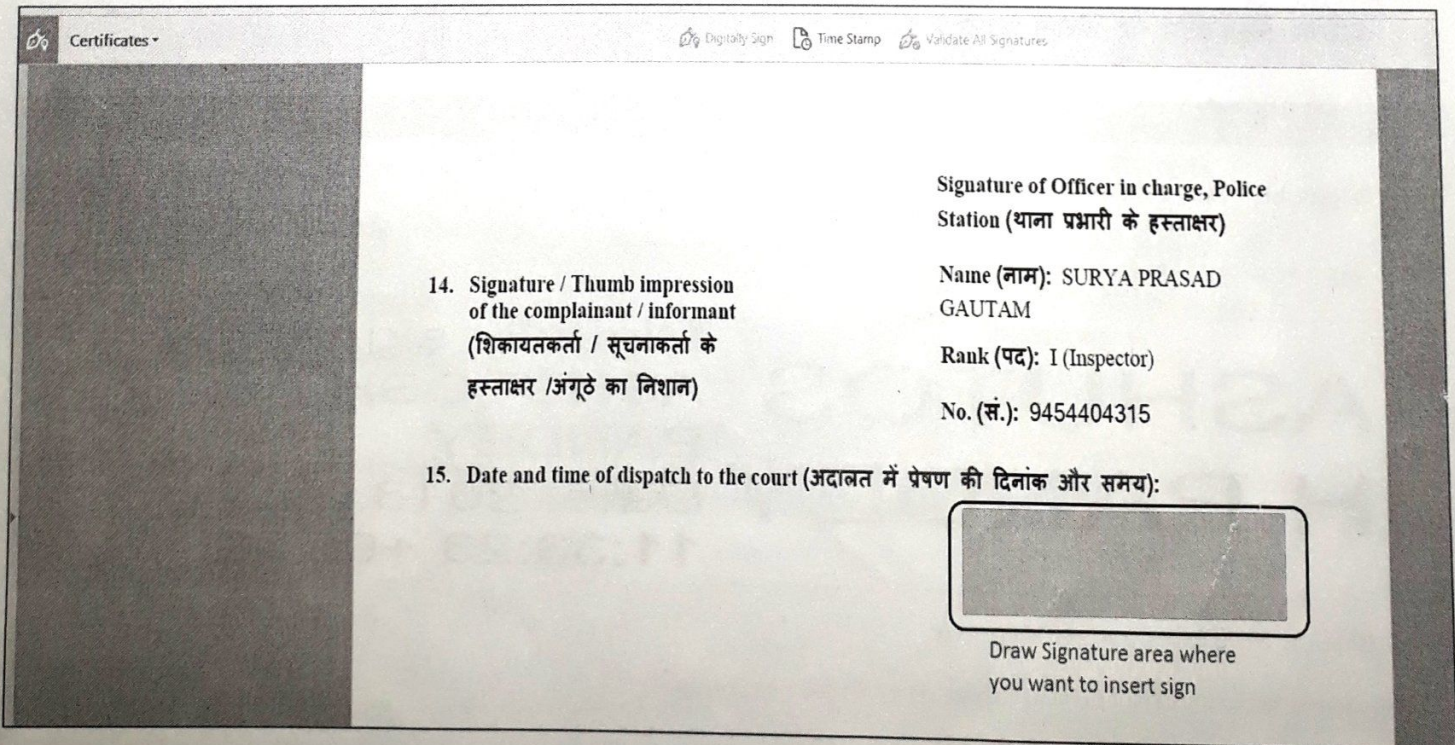 Certificates
Digitally Sign Time Stamp Validate All Signatures
Signature of Officer in charge, Police
Station (थाना प्रभारी के हस्ताक्षर)
14. Signature / Thumb impression
of the complainant / informant
(शिकायतकर्ता / सूचनाकर्ता के
हस्ताक्षर /अंगूठे का निशान)
Name (नाम): SURYA PRASAD
GAUTAM
Rank (पद): I (Inspector)
No. (सं.): 9454404315
15. Date and time of dispatch to the court (अदालत में प्रेषण की दिनांक और समय):
Draw Signature area where
you want to insert sign